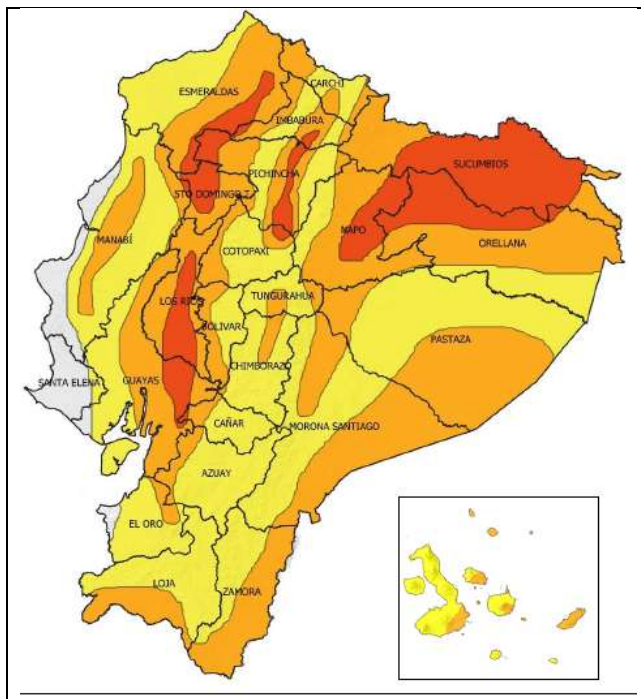 CARCHI
ESMERALDAS
IMBABURA
SUCUMBIOS
PICHINCHA
STO DOMINGO T
NAPO
MANABÍ
ORELLANA
COTOPAXI
TUNGURAHUA
LOS RIOS
BOLIVAR
PASTAZA
CHIMBORAZO
SANTA ELENA
GUAYAS
CAÑAR
MORONA SANTIAGO
AZUAY
EL ORO
LOJA
ZAMORA